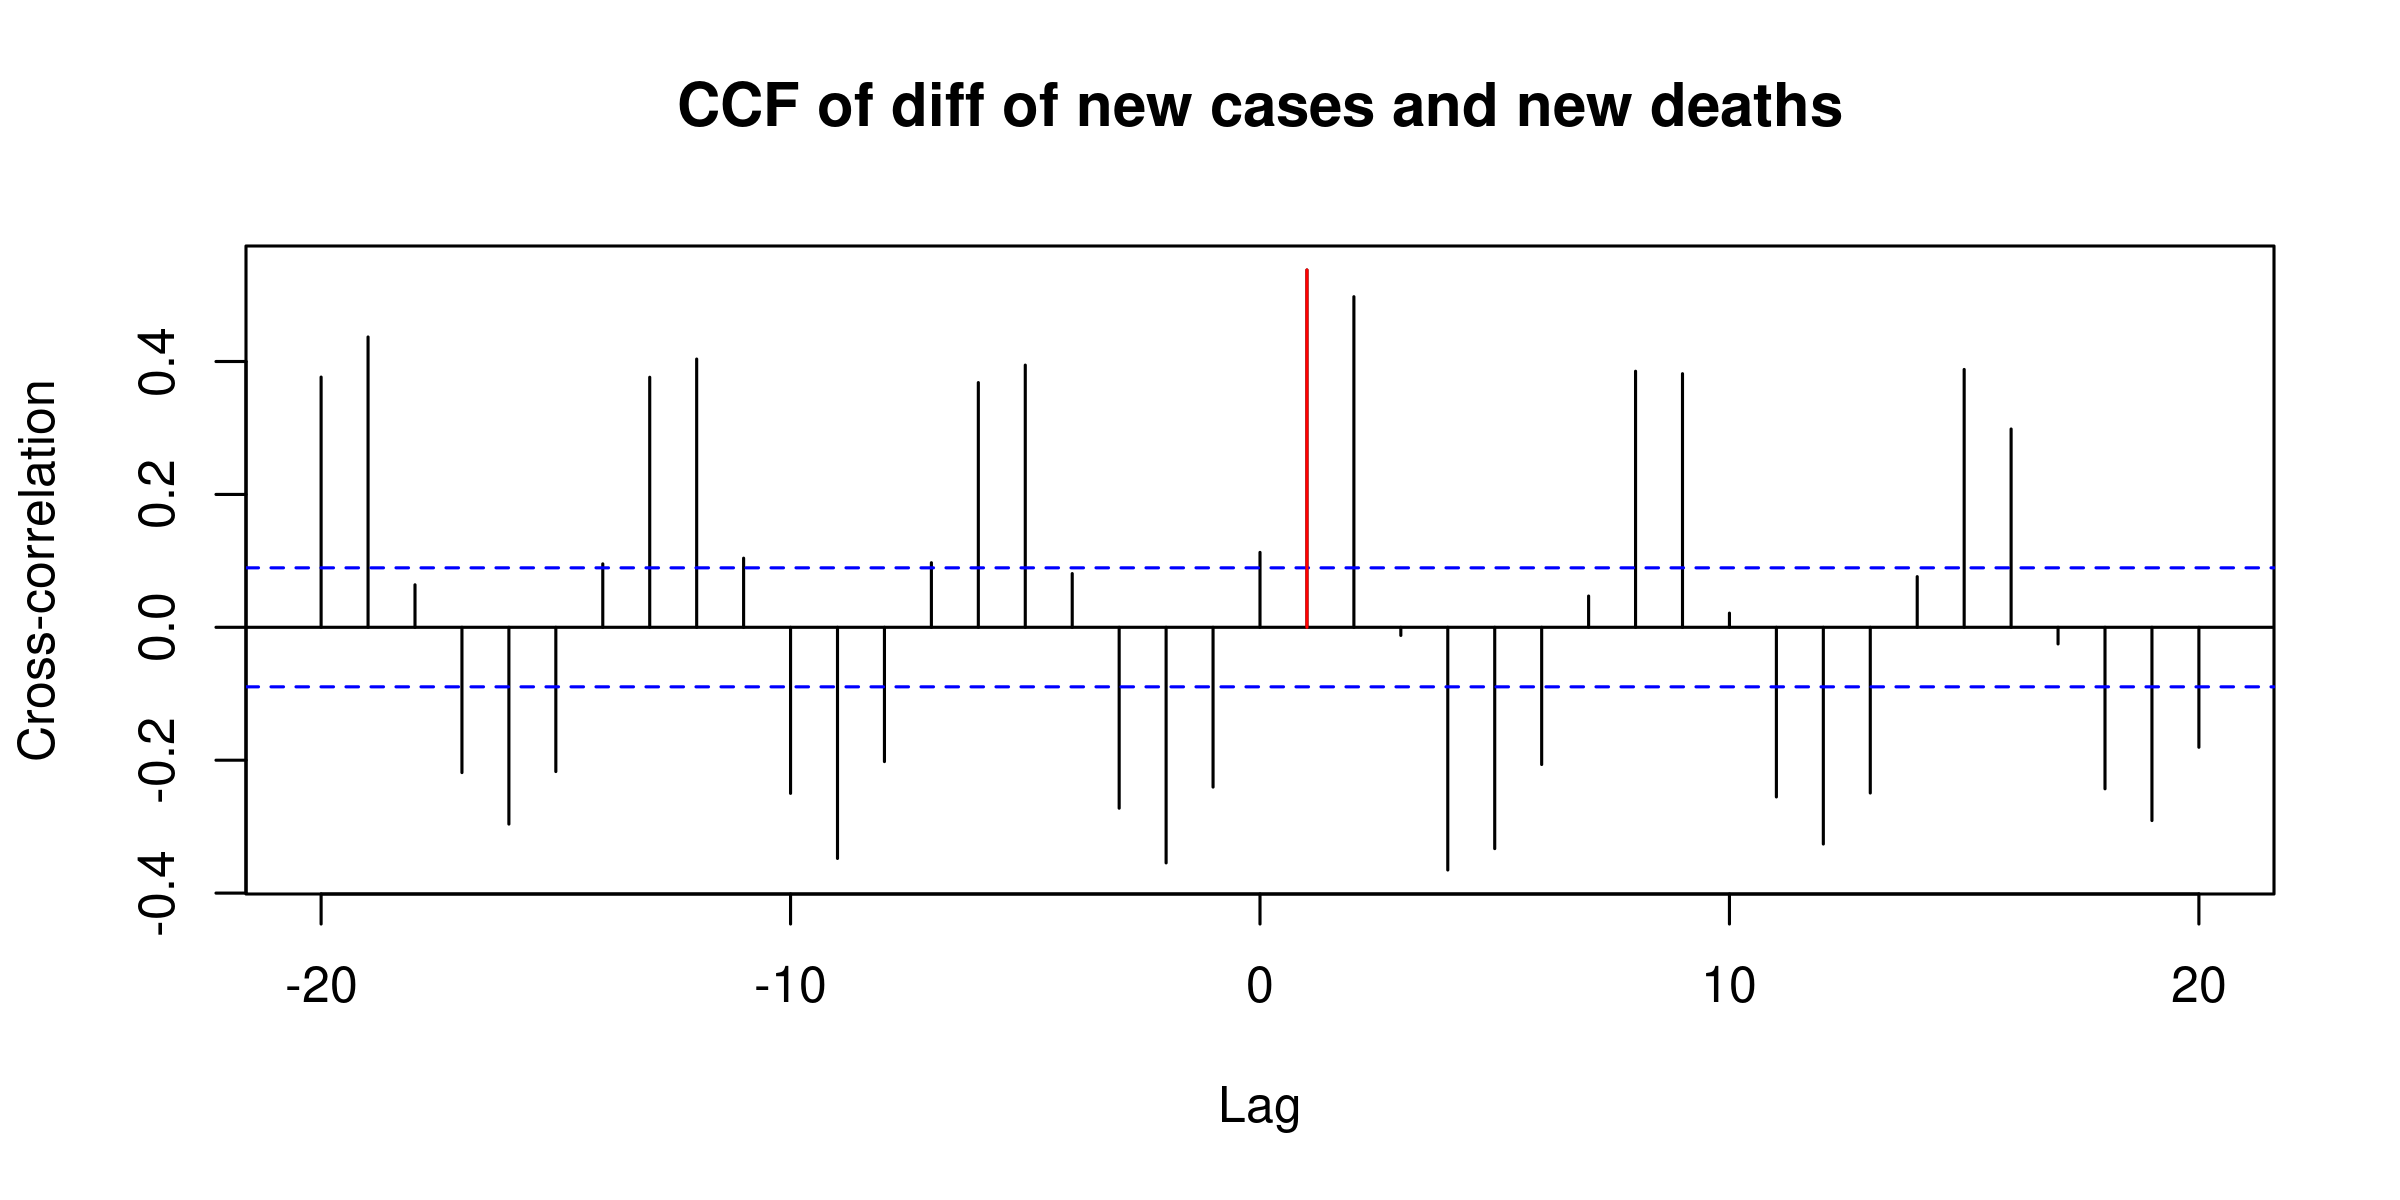 CCF of diff of new cases and new deaths
Cross-correlation
0.4
0.2
0.0
-0.2
-0.4
-20 -10 0 10 20
Lag